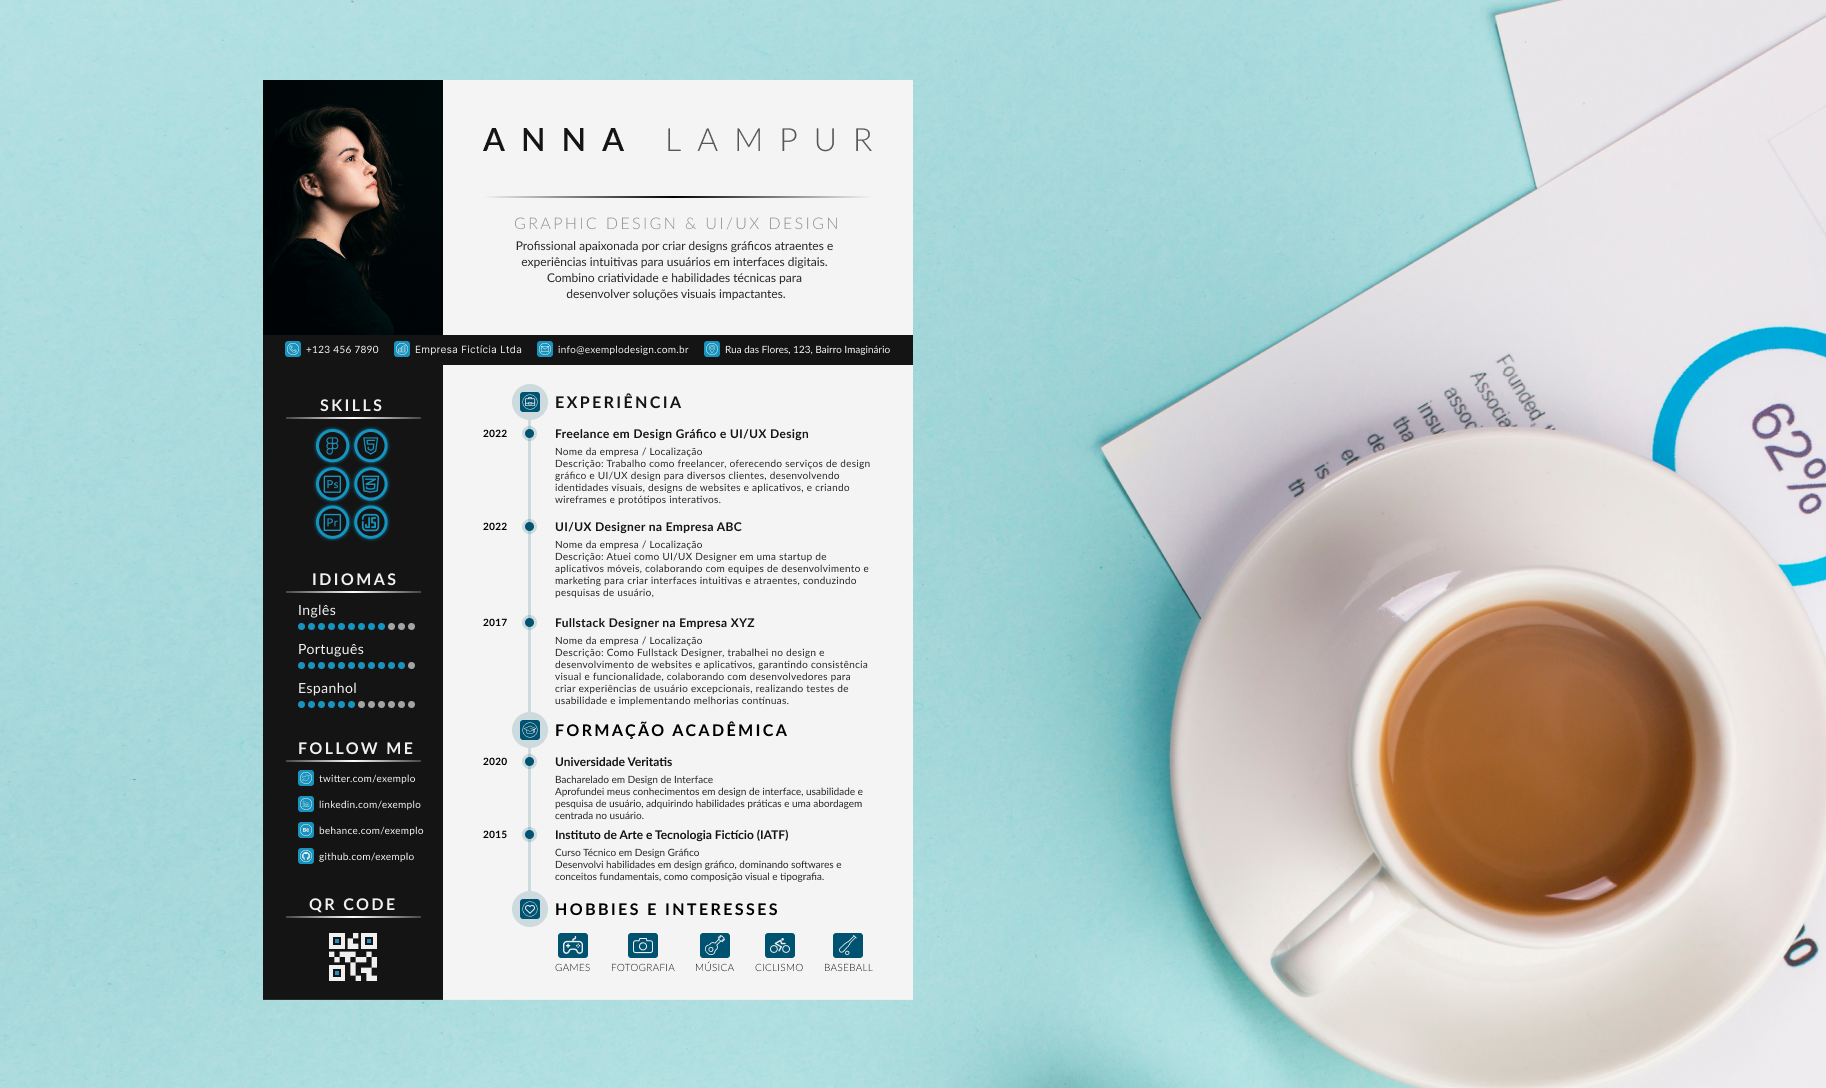 ANNA LAMPUR
GRAPHIC DESIGN & UI/UX DESIGN
Profissional apaixonada por criar designs gráficos atraentes e
experiências intuitivas para usuários em interfaces digitais.
Combino criatividade e habilidades técnicas para
desenvolver soluções visuais impactantes.
+123 456 7890
Empresa Fictícia Ltda
info@exemplodesign.com.br
Rua das Flores, 123, Bairro Imaginário
SKILLS
Ps
Pr
JS
IDIOMAS
Inglês
Português
Espanhol
FOLLOW ME
twitter.com/exemplo
linkedin.com/exemplo
behance.com/exemplo
github.com/exemplo
QR CODE
EXPERIÊNCIA
2022
Freelance em Design Gráfico e UI/UX Design
Nome da empresa / Localização
Descrição: Trabalho como freelancer, oferecendo serviços de design
gráfico e UI/UX design para diversos clientes, desenvolvendo
identidades visuais, designs de websites e aplicativos, e criando
wireframes e protótipos interativos.
2022
UI/UX Designer na Empresa ABC
Nome da empresa / Localização
Descrição: Atuei como UI/UX Designer em uma startup de
aplicativos móveis, colaborando com equipes de desenvolvimento e
marketing para criar interfaces intuitivas e atraentes, conduzindo
pesquisas de usuário,
2017
Fullstack Designer na Empresa XYZ
Nome da empresa / Localização
Descrição: Como Fullstack Designer, trabalhei no design e
desenvolvimento de websites e aplicativos, garantindo consistência
visual e funcionalidade, colaborando com desenvolvedores para
criar experiências de usuário excepcionais, realizando testes de
usabilidade e implementando melhorias contínuas.
FORMAÇÃO ACADÊMICA
2020
Universidade Veritatis
Bacharelado em Design de Interface
Aprofundei meus conhecimentos em design de interface, usabilidade e
pesquisa de usuário, adquirindo habilidades práticas e uma abordagem
centrada no usuário.
2015
Instituto de Arte e Tecnologia Fictício (IATF)
Curso Técnico em Design Gráfico
Desenvolvi habilidades em design gráfico, dominando softwares e
conceitos fundamentais, como composição visual e tipografia.
HOBBIES E INTERESSES
GAMES
FOTOGRAFIA
MÚSICA
CICLISMO
BASEBALL
Founded,
62%